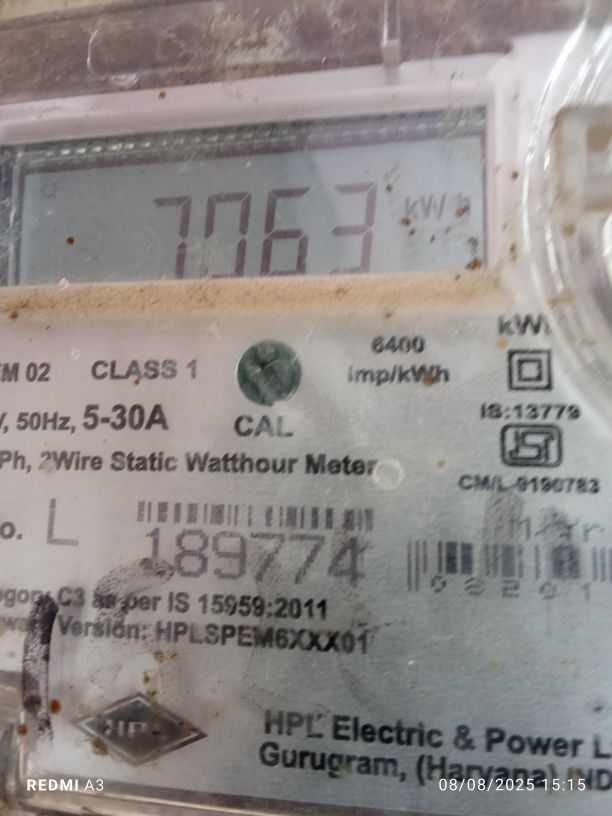 7063 kWh
kWh
6400
imp/kWh
M 02 CLASS 1
V, 50Hz, 5-30A
CAL
IS:13779
Ph, 2Wire Static Watthour Meter
CM/L-9190783
o. L 189774
C3 as per IS 15959:2011
Version: HPLSPEM6XXX01
HPL
HPL Electric & Power L
Gurugram, (Haryana) IND
REDMI A3
08/08/2025 15:15